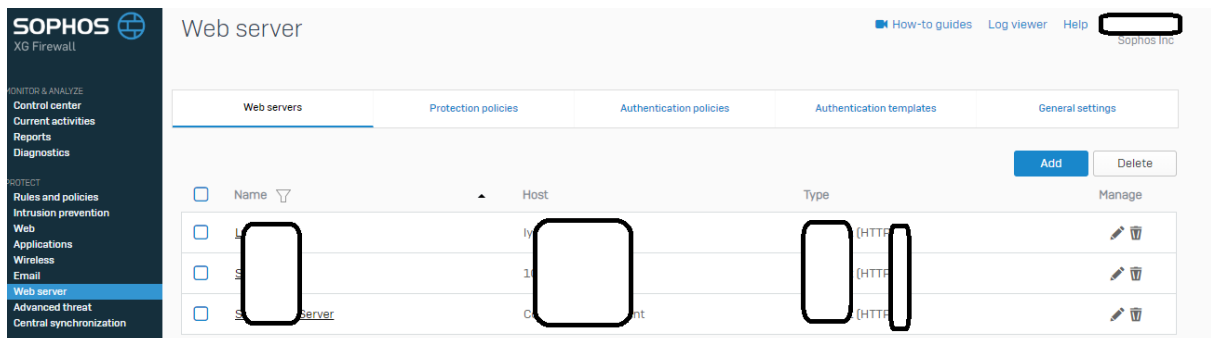 SOPHOS
XG Firewall
Web server
How-to guides Log viewer Help
Sophos Inc
MONITOR & ANALYZE
Control center
Current activities
Reports
Diagnostics
PROTECT
Rules and policies
Intrusion prevention
Web
Applications
Wireless
Email
Web server
Advanced threat
Central synchronization
Web servers Protection policies Authentication policies Authentication templates General settings
Add Delete
Name Host Type Manage
(HTTP
(HTTP
Server (HTTP